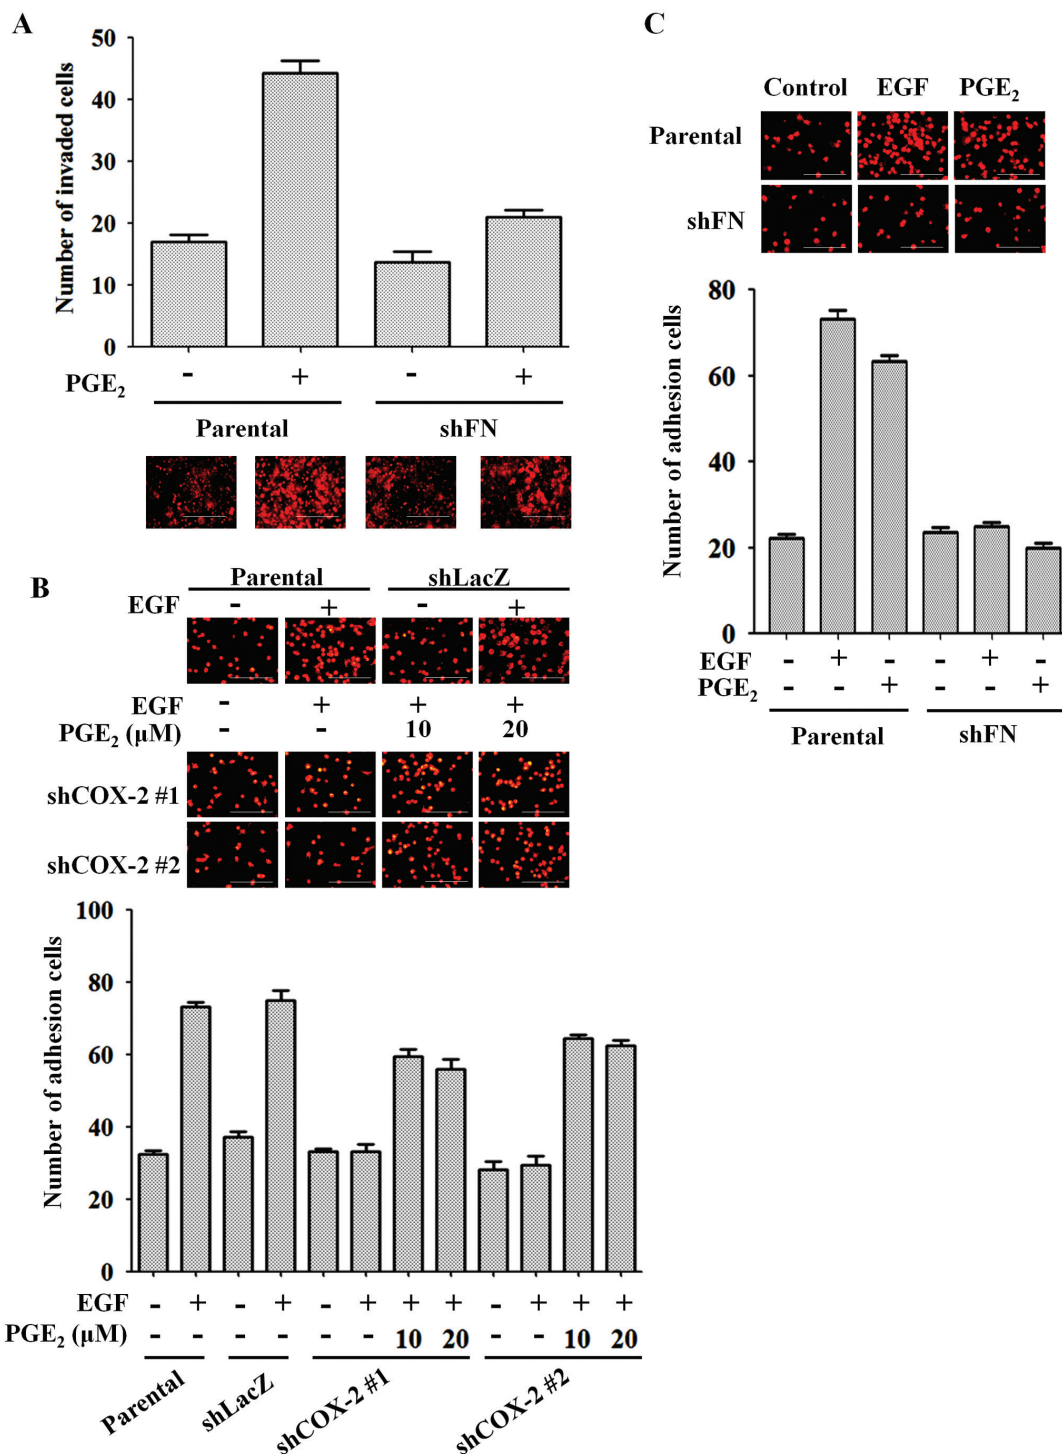 A
50
40
30
20
10
0
Number of invaded cells
PGE₂ - + - +
Parental shFN
B
Parental shLacZ
EGF - + - +
EGF - + + +
PGE₂ (µM) - - 10 20
shCOX-2 #1
shCOX-2 #2
100
80
60
40
20
0
Number of adhesion cells
EGF - + - + - + + + - + + +
PGE₂ (µM) - - - - - - 10 20 - - 10 20
Parental shLacZ shCOX-2 #1 shCOX-2 #2
C
Control EGF PGE₂
Parental
shFN
80
60
40
20
0
Number of adhesion cells
EGF - + - - + -
PGE₂ - - + - - +
Parental shFN